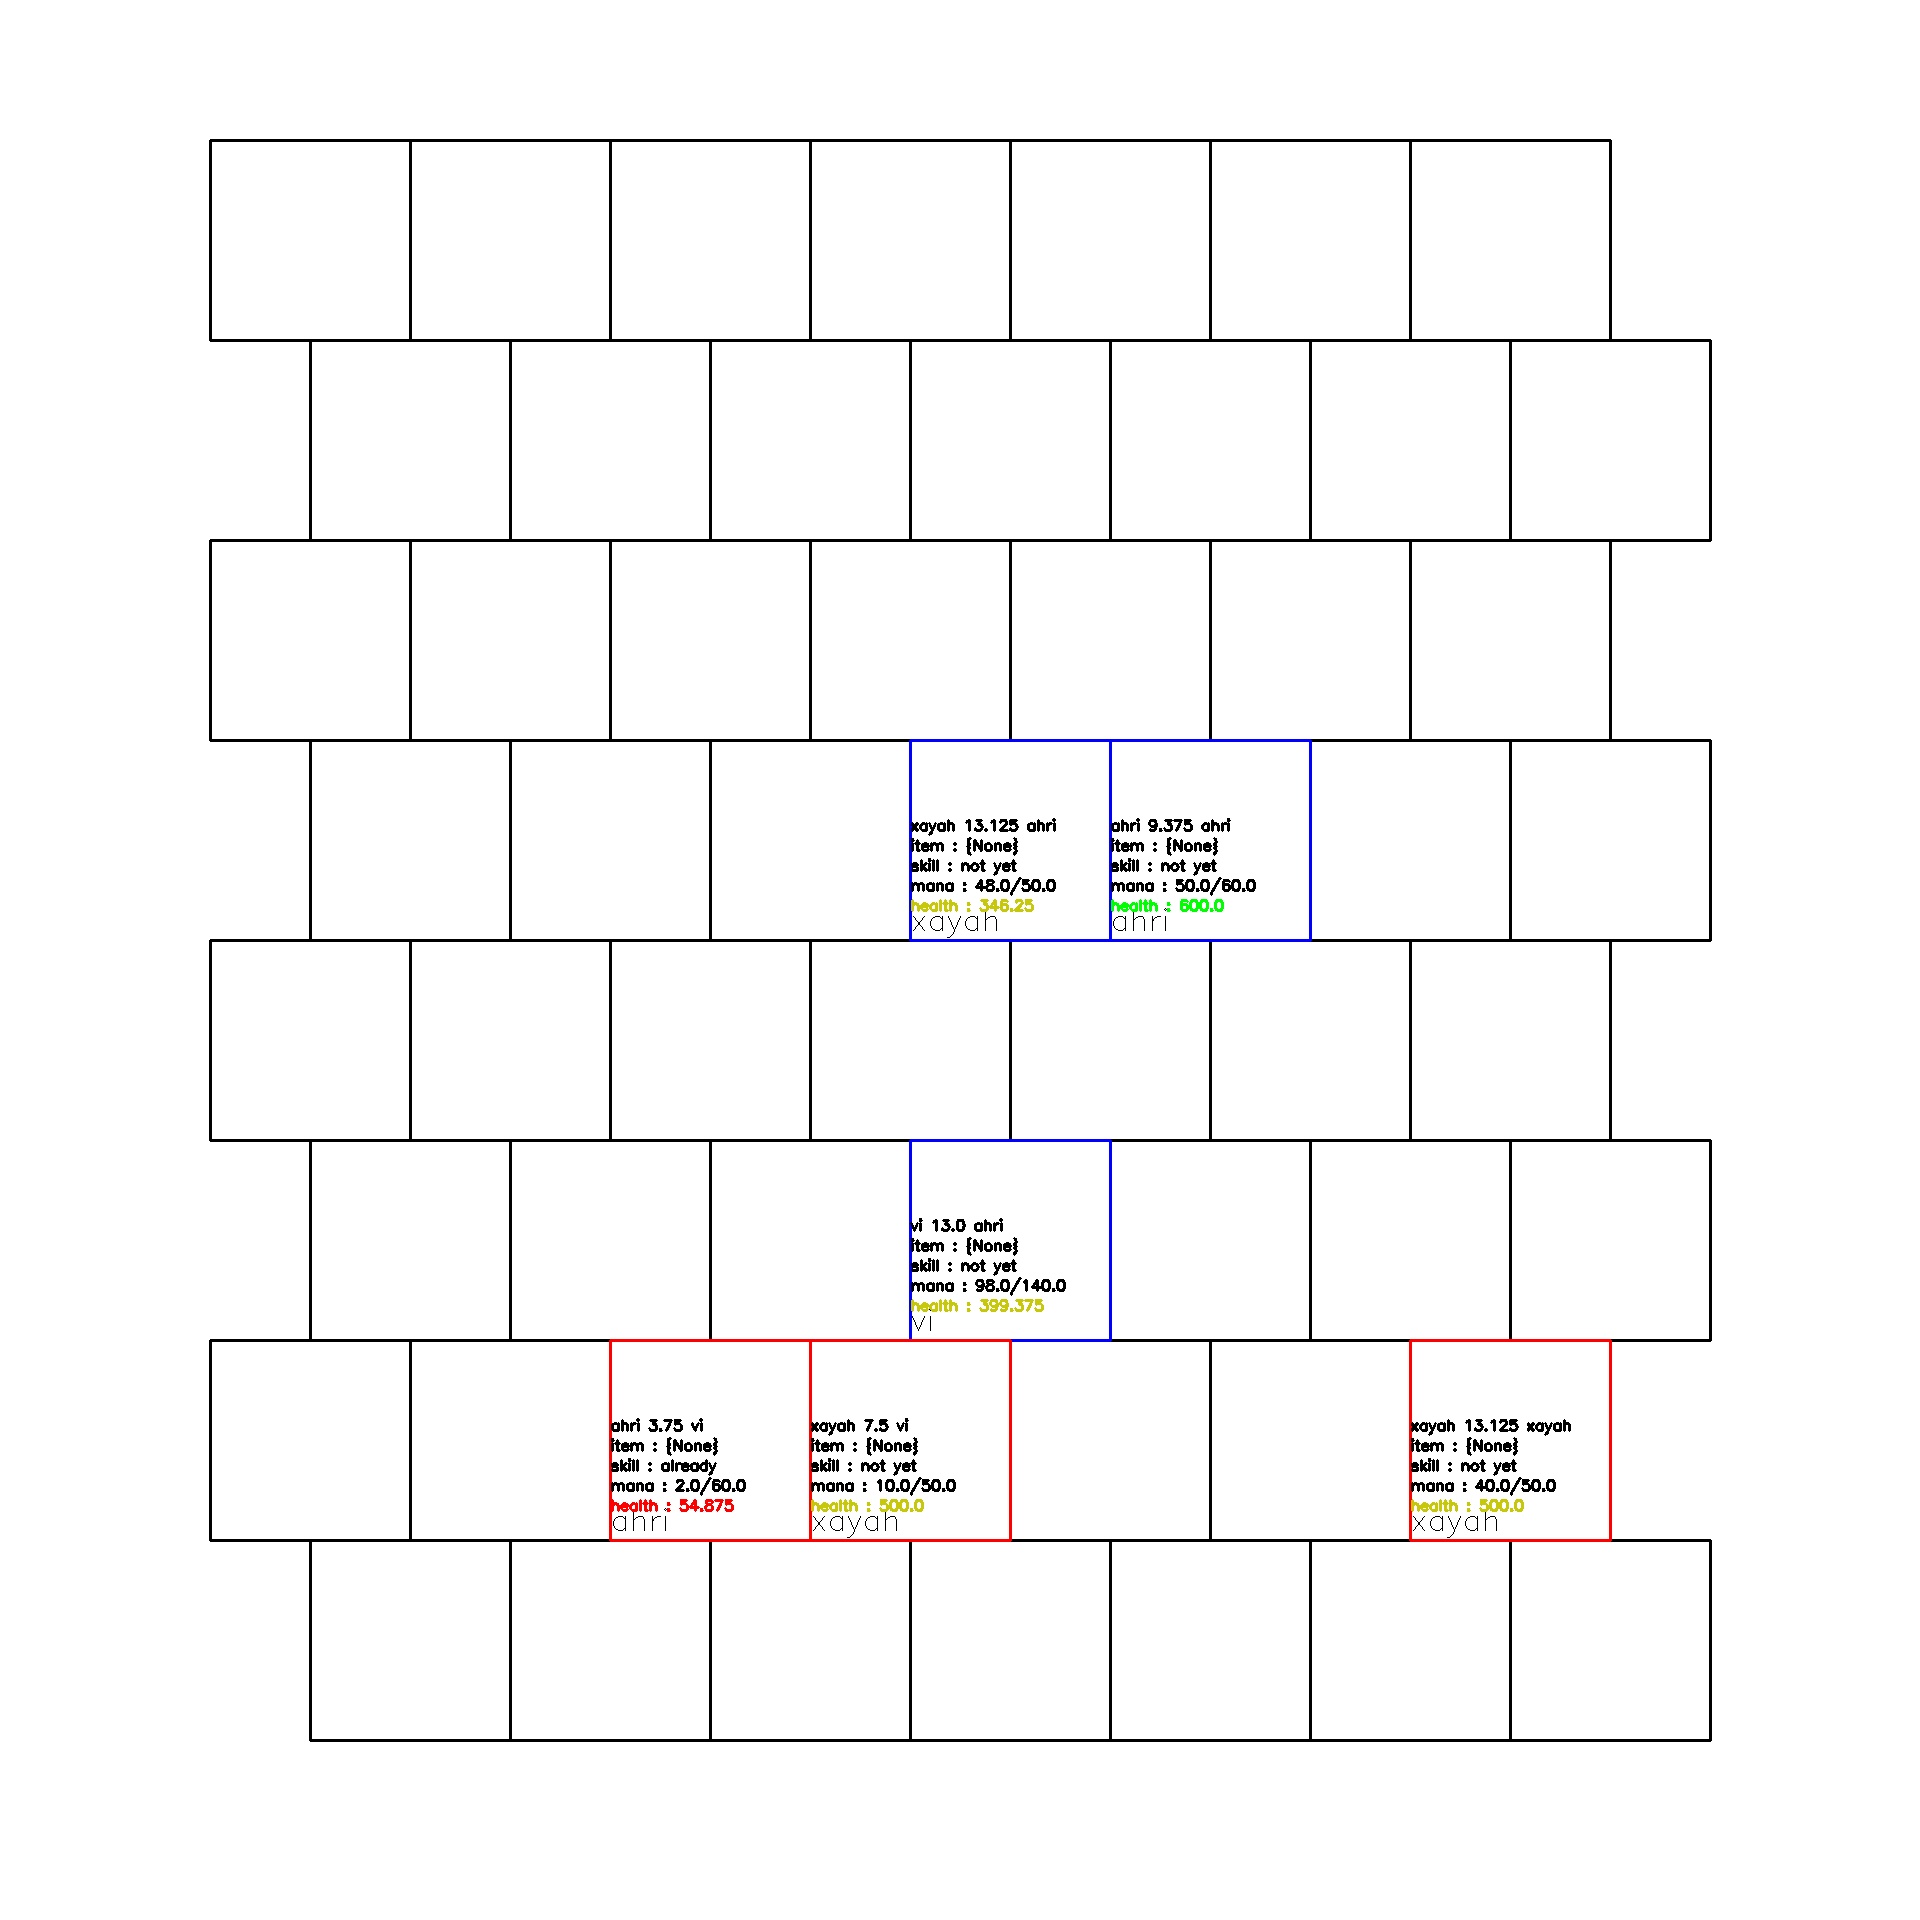 xayah 13.125 ahri
item : {None}
skill : not yet
mana : 48.0/50.0
health : 346.25
xayah
ahri 9.375 ahri
item : {None}
skill : not yet
mana : 50.0/60.0
health : 600.0
ahri
vi 13.0 ahri
item : {None}
skill : not yet
mana : 98.0/140.0
health : 399.375
vi
ahri 3.75 vi
item : {None}
skill : already
mana : 2.0/60.0
health : 54.875
ahri
xayah 7.5 vi
item : {None}
skill : not yet
mana : 10.0/50.0
health : 500.0
xayah
xayah 13.125 xayah
item : {None}
skill : not yet
mana : 40.0/50.0
health : 500.0
xayah